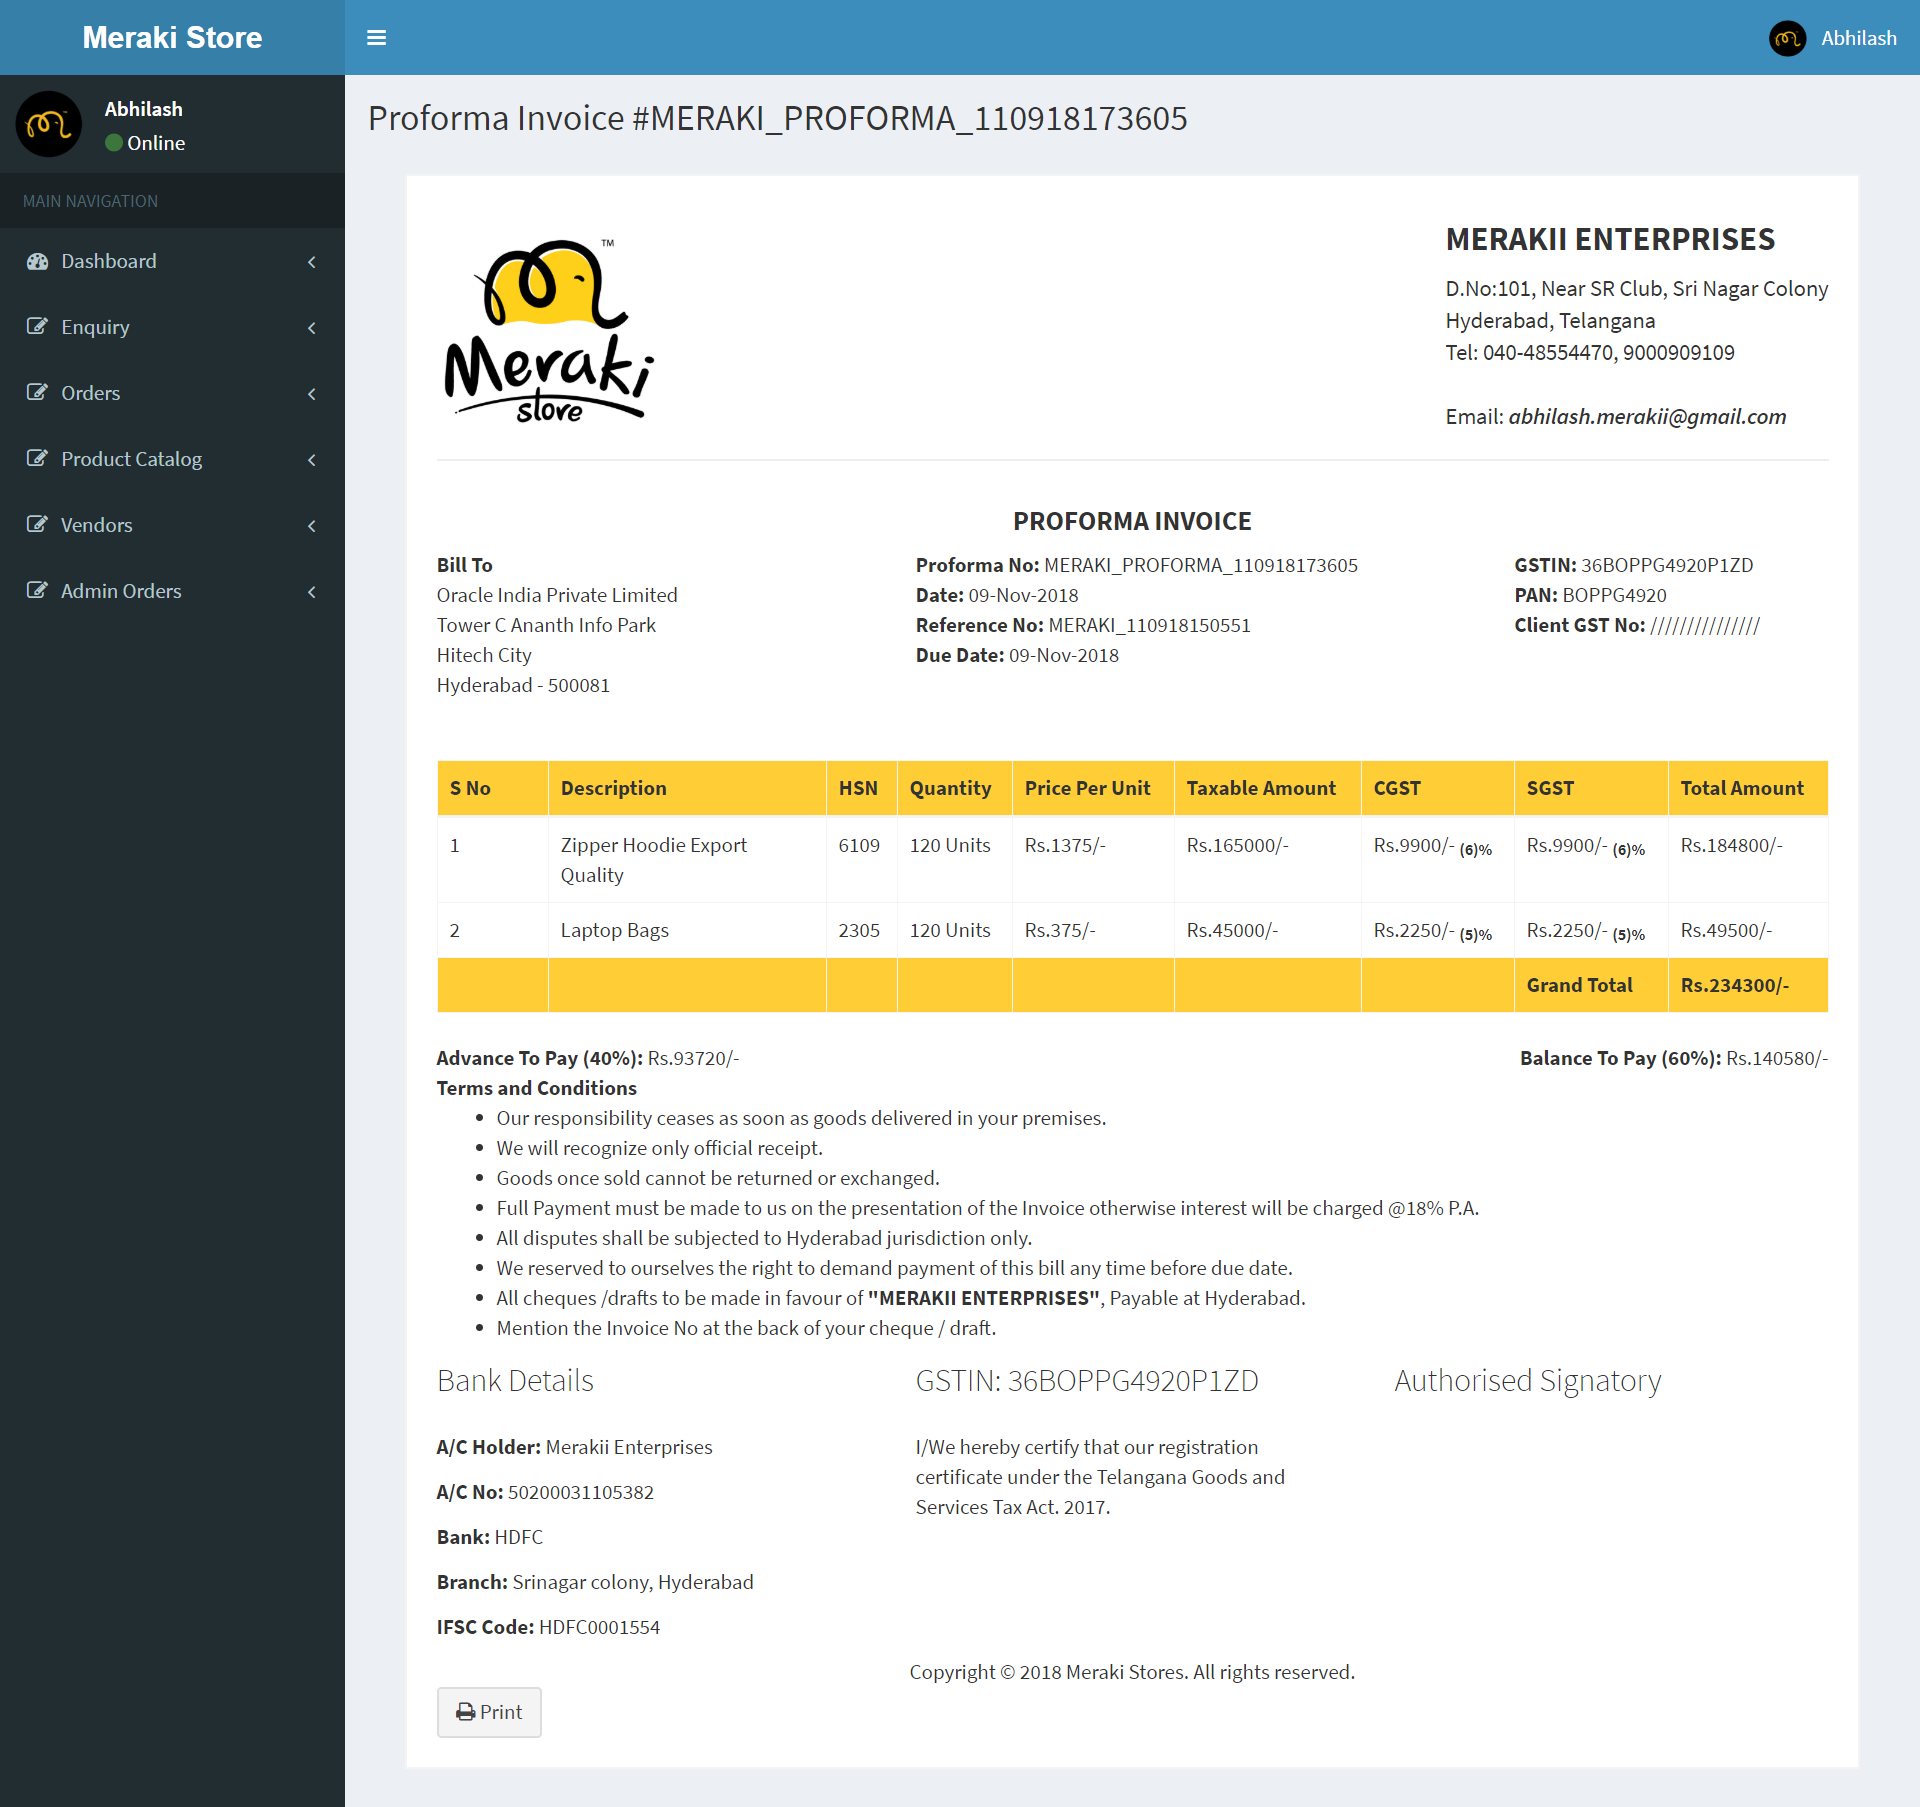 Meraki Store
Abhilash
Abhilash
Online
MAIN NAVIGATION
Dashboard
Enquiry
Orders
Product Catalog
Vendors
Admin Orders
Proforma Invoice #MERAKI_PROFORMA_110918173605
TM
Meraki
store
MERAKII ENTERPRISES
D.No:101, Near SR Club, Sri Nagar Colony
Hyderabad, Telangana
Tel: 040-48554470, 9000909109
Email: abhilash.merakii@gmail.com
PROFORMA INVOICE
Bill To
Oracle India Private Limited
Tower C Ananth Info Park
Hitech City
Hyderabad - 500081
Proforma No: MERAKI_PROFORMA_110918173605
Date: 09-Nov-2018
Reference No: MERAKI_110918150551
Due Date: 09-Nov-2018
GSTIN: 36BOPPG4920P1ZD
PAN: BOPPG4920
Client GST No: ///////////////
S No Description HSN Quantity Price Per Unit Taxable Amount CGST SGST Total Amount
1 Zipper Hoodie Export 6109 120 Units Rs.1375/- Rs.165000/- Rs.9900/- (6)% Rs.9900/- (6)% Rs.184800/-
Quality
2 Laptop Bags 2305 120 Units Rs.375/- Rs.45000/- Rs.2250/- (5)% Rs.2250/- (5)% Rs.49500/-
Grand Total Rs.234300/-
Advance To Pay (40%): Rs.93720/- Balance To Pay (60%): Rs.140580/-
Terms and Conditions
• Our responsibility ceases as soon as goods delivered in your premises.
• We will recognize only official receipt.
• Goods once sold cannot be returned or exchanged.
• Full Payment must be made to us on the presentation of the Invoice otherwise interest will be charged @18% P.A.
• All disputes shall be subjected to Hyderabad jurisdiction only.
• We reserved to ourselves the right to demand payment of this bill any time before due date.
• All cheques /drafts to be made in favour of "MERAKII ENTERPRISES", Payable at Hyderabad.
• Mention the Invoice No at the back of your cheque / draft.
Bank Details
A/C Holder: Merakii Enterprises
A/C No: 50200031105382
Bank: HDFC
Branch: Srinagar colony, Hyderabad
IFSC Code: HDFC0001554
GSTIN: 36BOPPG4920P1ZD
I/We hereby certify that our registration
certificate under the Telangana Goods and
Services Tax Act. 2017.
Authorised Signatory
Copyright © 2018 Meraki Stores. All rights reserved.
Print